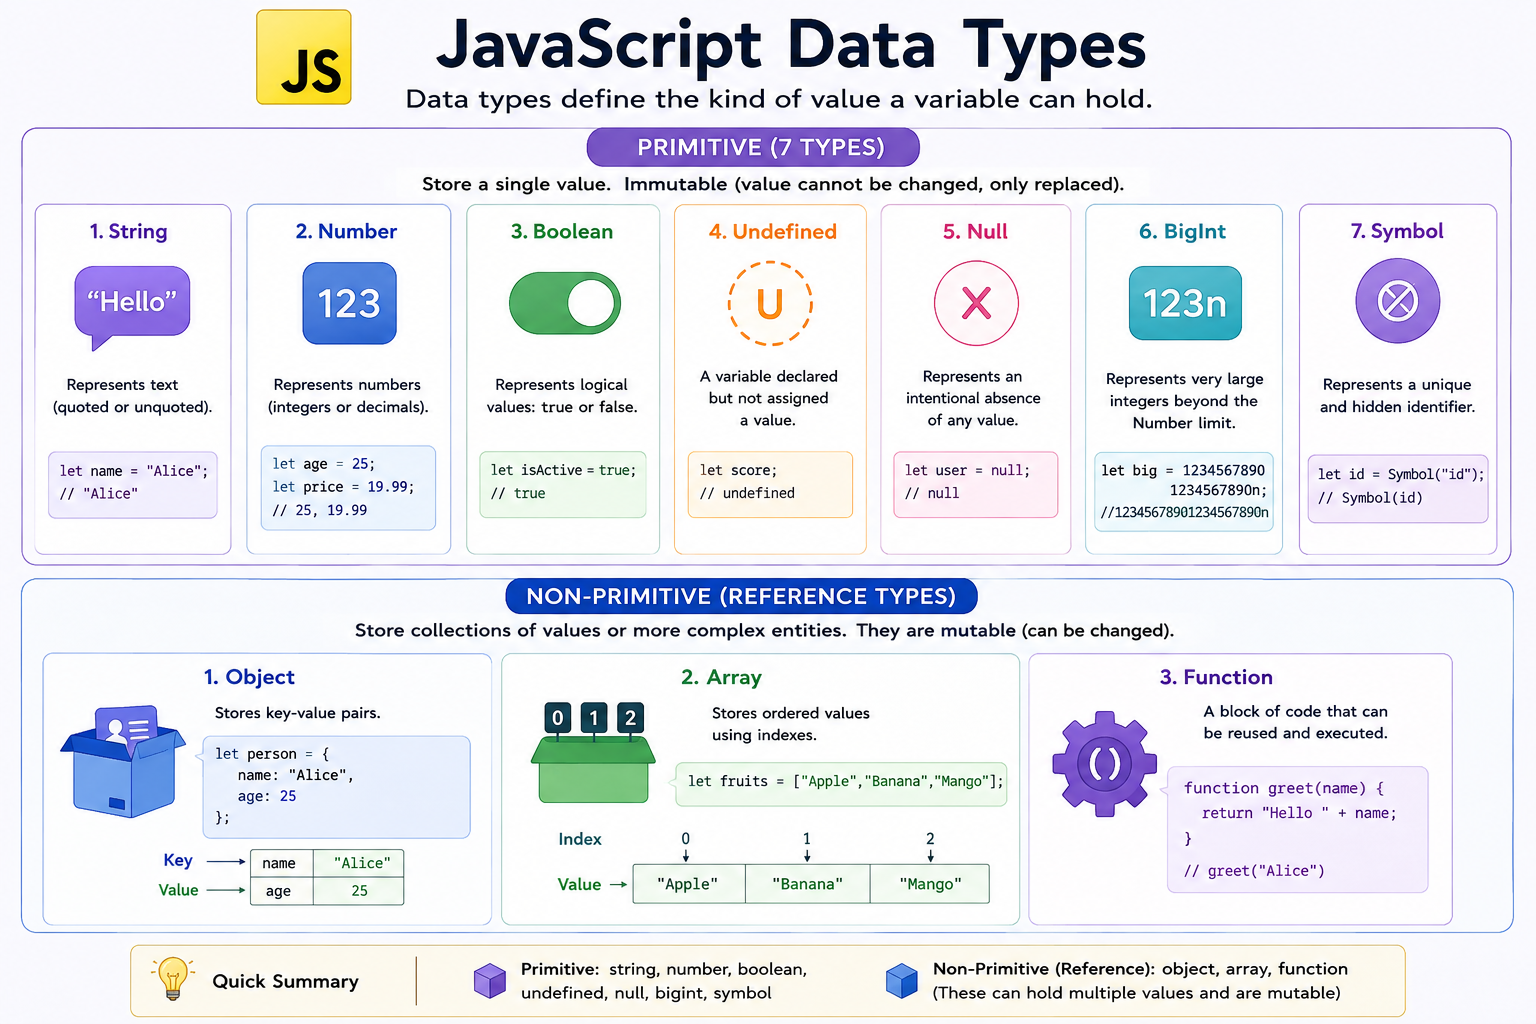 JS
JavaScript Data Types
Data types define the kind of value a variable can hold.
PRIMITIVE (7 TYPES)
Store a single value. Immutable (value cannot be changed, only replaced).
1. String
“Hello”
Represents text
(quoted or unquoted).
let name = "Alice";
// "Alice"
2. Number
123
Represents numbers
(integers or decimals).
let age = 25;
let price = 19.99;
// 25, 19.99
3. Boolean
Represents logical
values: true or false.
let isActive = true;
// true
4. Undefined
U
A variable declared
but not assigned
a value.
let score;
// undefined
5. Null
Represents an
intentional absence
of any value.
let user = null;
// null
6. BigInt
123n
Represents very large
integers beyond the
Number limit.
let big = 1234567890
1234567890n;
//12345678901234567890n
7. Symbol
Represents a unique
and hidden identifier.
let id = Symbol("id");
// Symbol(id)
NON-PRIMITIVE (REFERENCE TYPES)
Store collections of values or more complex entities. They are mutable (can be changed).
1. Object
Stores key-value pairs.
let person = {
name: "Alice",
age: 25
};
Key name "Alice"
Value age 25
2. Array
0 1 2
Stores ordered values
using indexes.
let fruits = ["Apple","Banana","Mango"];
Index 0 1 2
Value "Apple" "Banana" "Mango"
3. Function
( )
A block of code that can
be reused and executed.
function greet(name) {
return "Hello " + name;
}
// greet("Alice")
Quick Summary
Primitive: string, number, boolean,
undefined, null, bigint, symbol
Non-Primitive (Reference): object, array, function
(These can hold multiple values and are mutable)